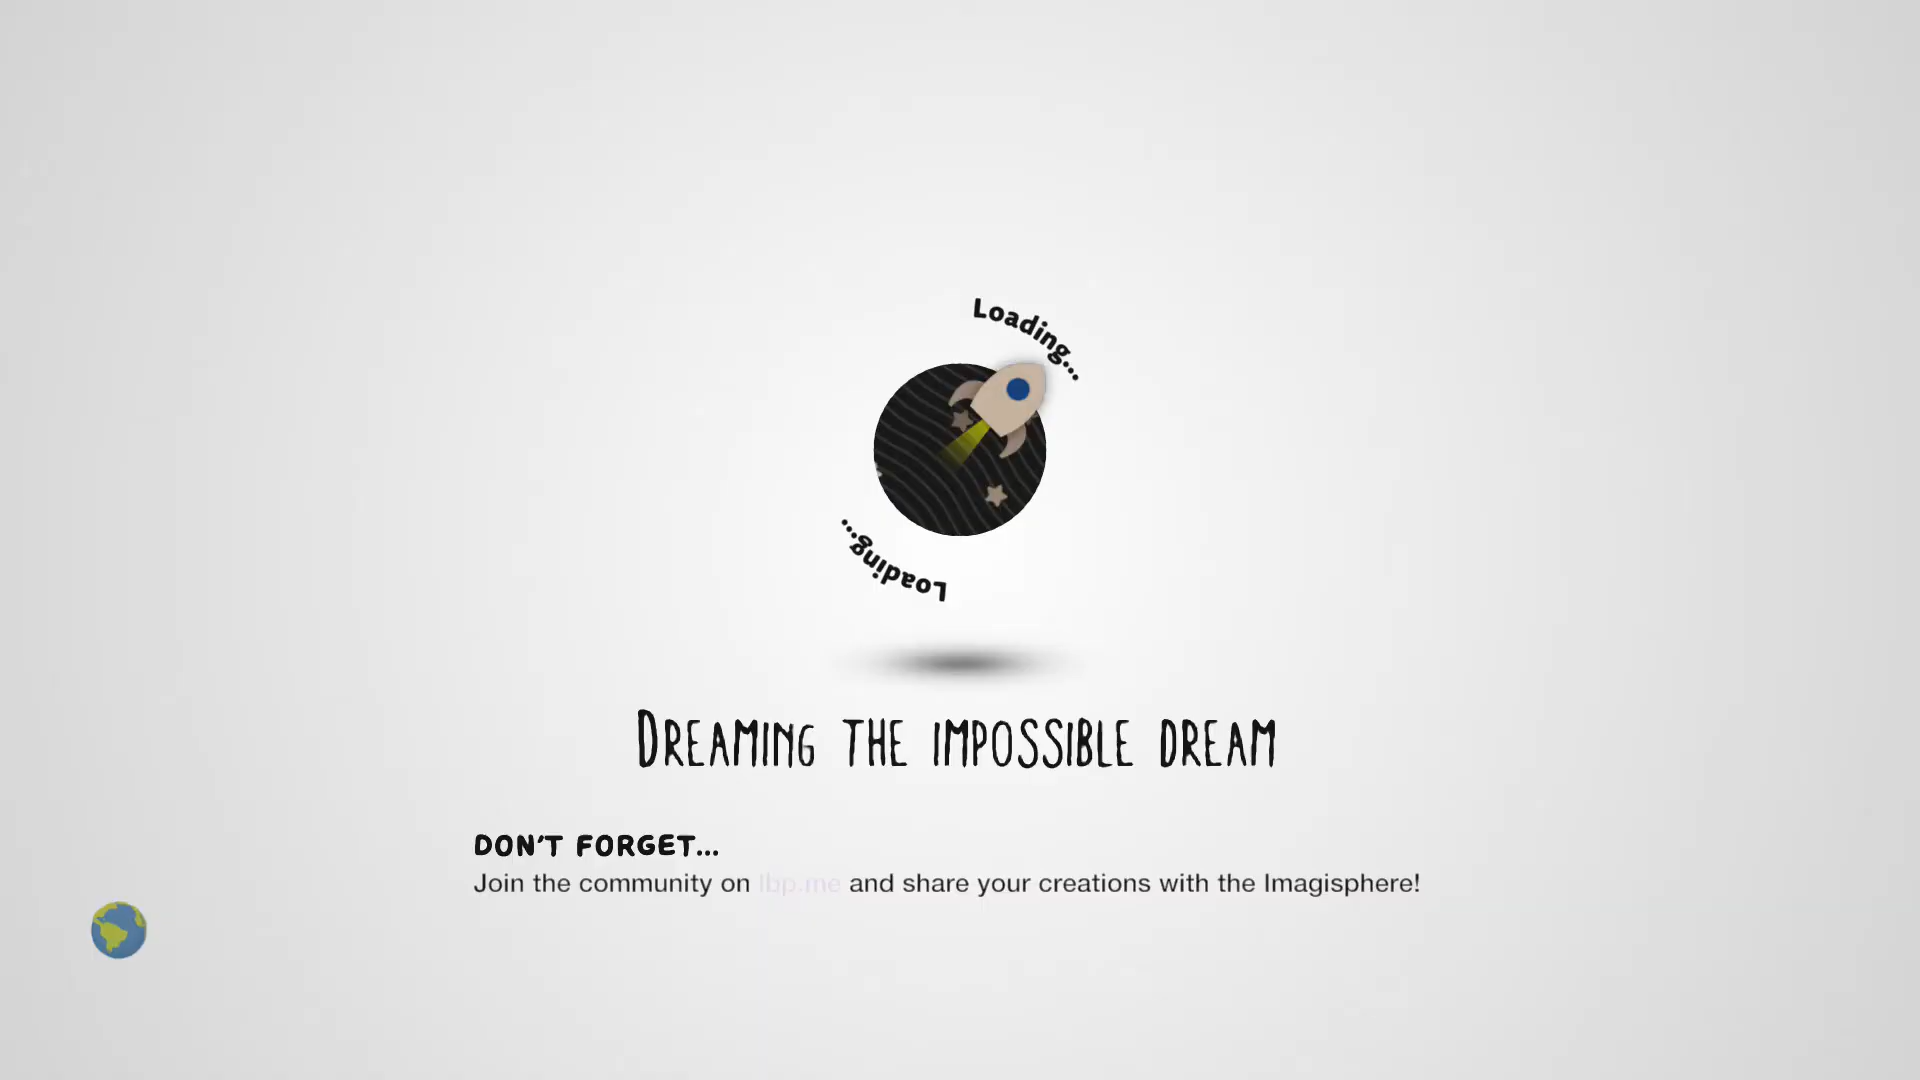 Loading...
Loading...
Dreaming the impossible dream
DON'T FORGET...
Join the community on lbp.me and share your creations with the Imagisphere!